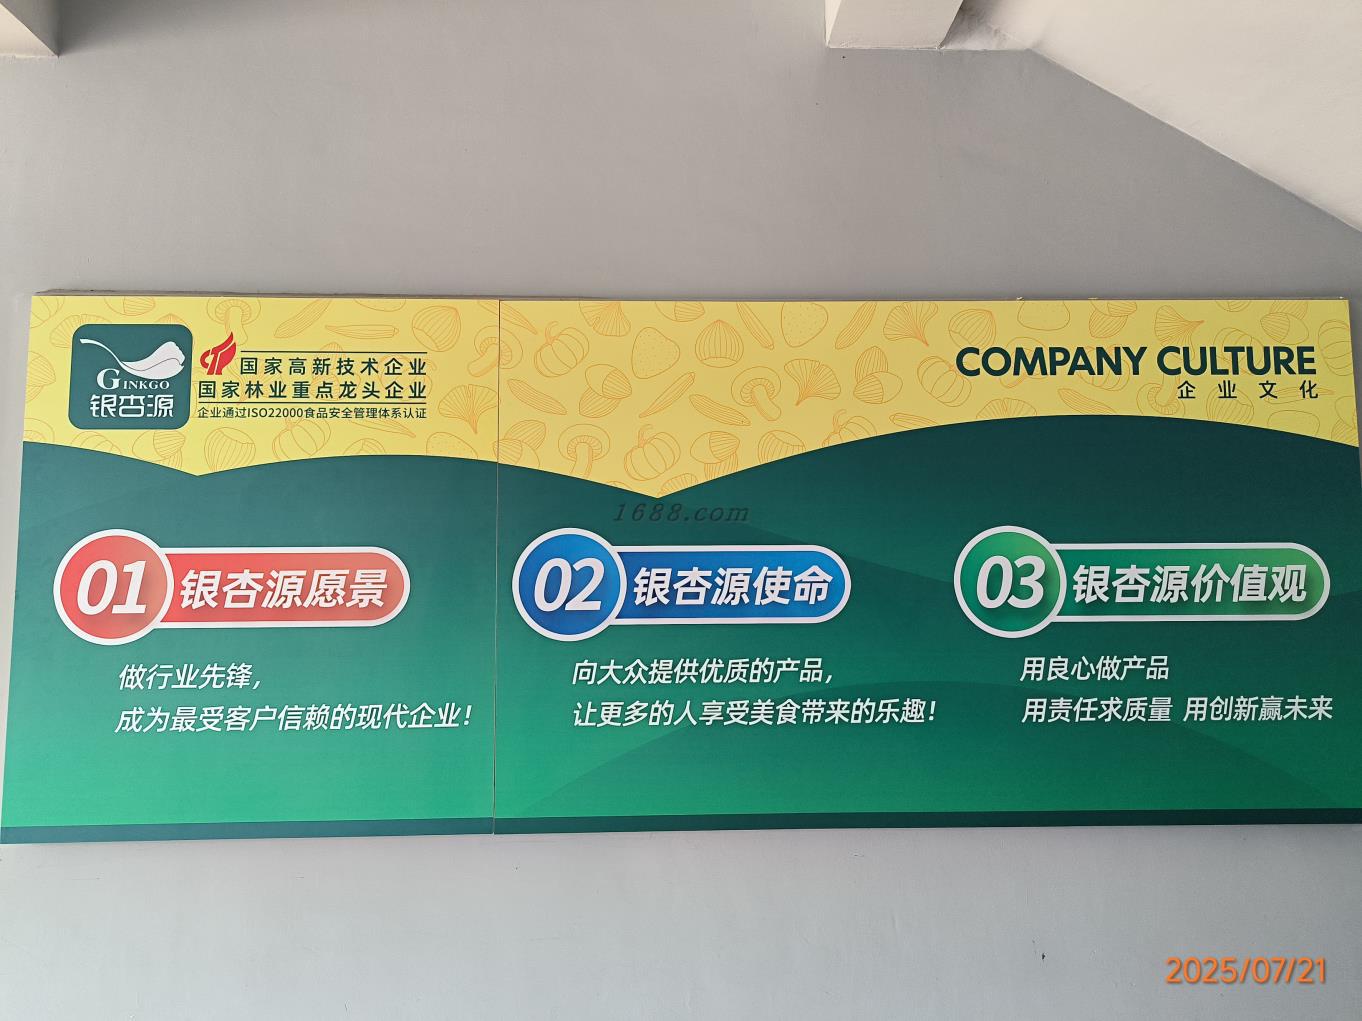 GINKGO
银杏源
国家高新技术企业
国家林业重点龙头企业
企业通过ISO22000食品安全管理体系认证
COMPANY CULTURE
企业文化
1688.com
01 银杏源愿景
做行业先锋,
成为最受客户信赖的现代企业!
02 银杏源使命
向大众提供优质的产品,
让更多的人享受美食带来的乐趣!
03 银杏源价值观
用良心做产品
用责任求质量 用创新赢未来
2025/07/21